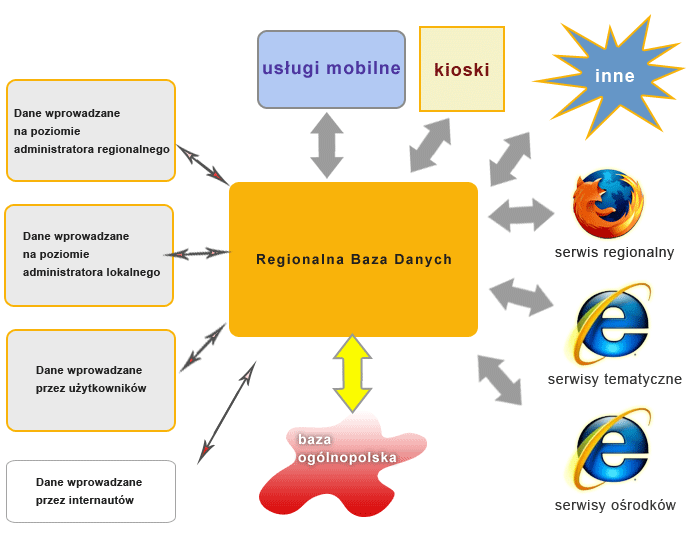 usługi mobilne
kioski
inne
Dane wprowadzane
na poziomie
administratora regionalnego
Dane wprowadzane
na poziomie
administratora lokalnego
Dane wprowadzane
przez użytkowników
Dane wprowadzane
przez internautów
Regionalna Baza Danych
baza
ogólnopolska
serwis regionalny
serwisy tematyczne
serwisy ośrodków